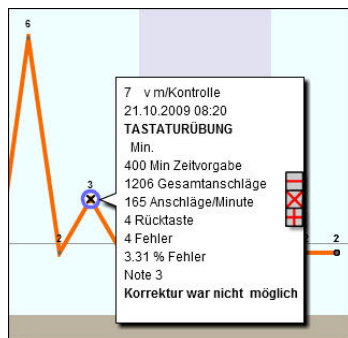 6
7 v m/Kontrolle
21.10.2009 08:20
TASTATURÜBUNG
Min.
400 Min Zeitvorgabe
1206 Gesamtanschläge
165 Anschläge/Minute
4 Rücktaste
4 Fehler
3.31 % Fehler
Note 3
Korrektur war nicht möglich
3
2
2